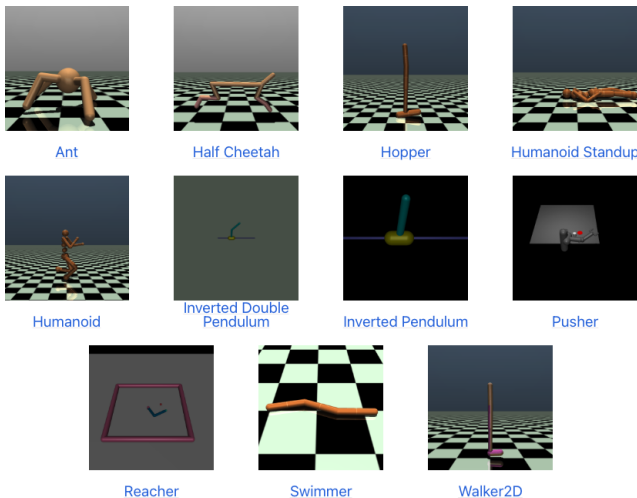 Ant
Half Cheetah
Hopper
Humanoid Standup
Humanoid
Inverted Double
Pendulum
Inverted Pendulum
Pusher
Reacher
Swimmer
Walker2D